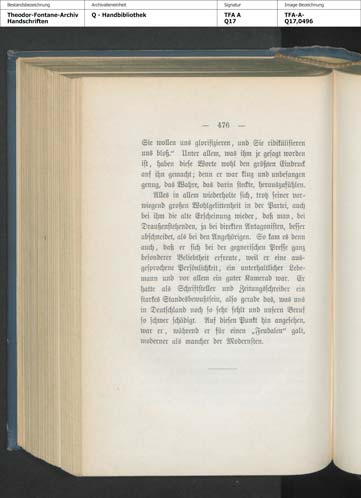 Bestandsbezeichnung
Archivalieneinheit
Signatur
Image Bezeichnung
Theodor-Fontane-Archiv
Handschriften
Q - Handbibliothek
TFA A
Q17
TFA-A-
Q17,0496
— 476 —
Sie wollen uns glorifizieren, und Sie ridikülisieren
uns bloß.“ Unter allem, was ihm je gesagt worden
ist, haben diese Worte wohl den größten Eindruck
auf ihn gemacht; denn er war klug und unbefangen
genug, das Wahre, das darin steckte, herauszufühlen.
Alles in allem wiederholte sich, trotz seiner vor-
wiegend großen Wohlgelittenheit in der Partei, auch
bei ihm die alte Erscheinung wieder, daß man, bei
Draußenstehenden, ja bei direkten Antagonisten, besser
abschneidet, als bei den Angehörigen. So kam es denn
auch, daß er sich bei der gegnerischen Presse ganz
besonderer Beliebtheit erfreute, weil er eine aus-
gesprochene Persönlichkeit, ein unterhaltlicher Lebe-
mann und vor allem ein guter Kamerad war. Er
hatte als Schriftsteller und Zeitungsschreiber ein
starkes Standesbewußtsein, also gerade das, was uns
in Deutschland noch so sehr fehlt und unsern Beruf
so schwer schädigt. Auf diesen Punkt hin angesehen,
war er, während er für einen „Feudalen“ galt,
moderner als mancher der Modernsten.